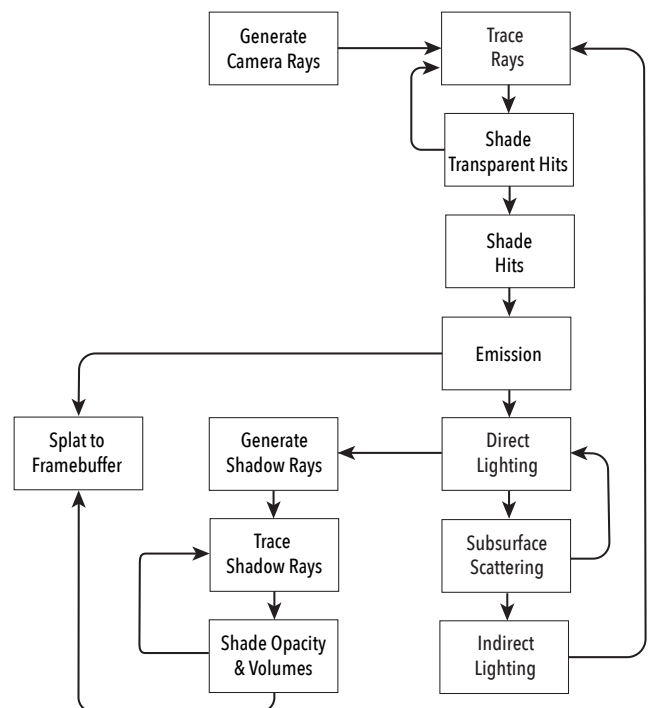 Generate
Camera Rays
Trace
Rays
Shade
Transparent Hits
Shade
Hits
Emission
Splat to
Framebuffer
Generate
Shadow Rays
Direct
Lighting
Trace
Shadow Rays
Subsurface
Scattering
Shade Opacity
& Volumes
Indirect
Lighting